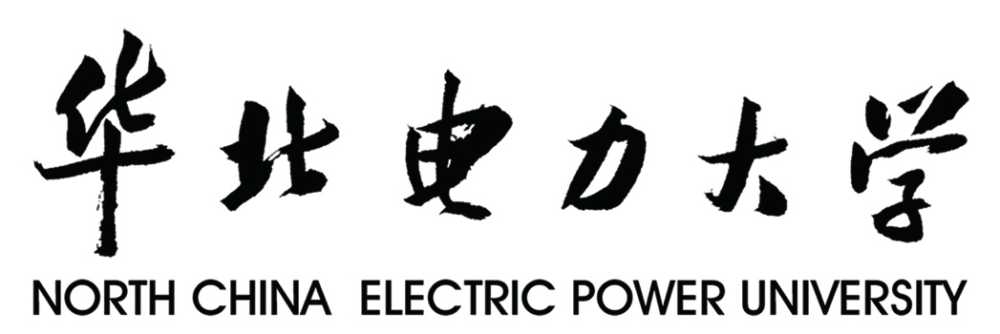 华北电力大学
NORTH CHINA ELECTRIC POWER UNIVERSITY